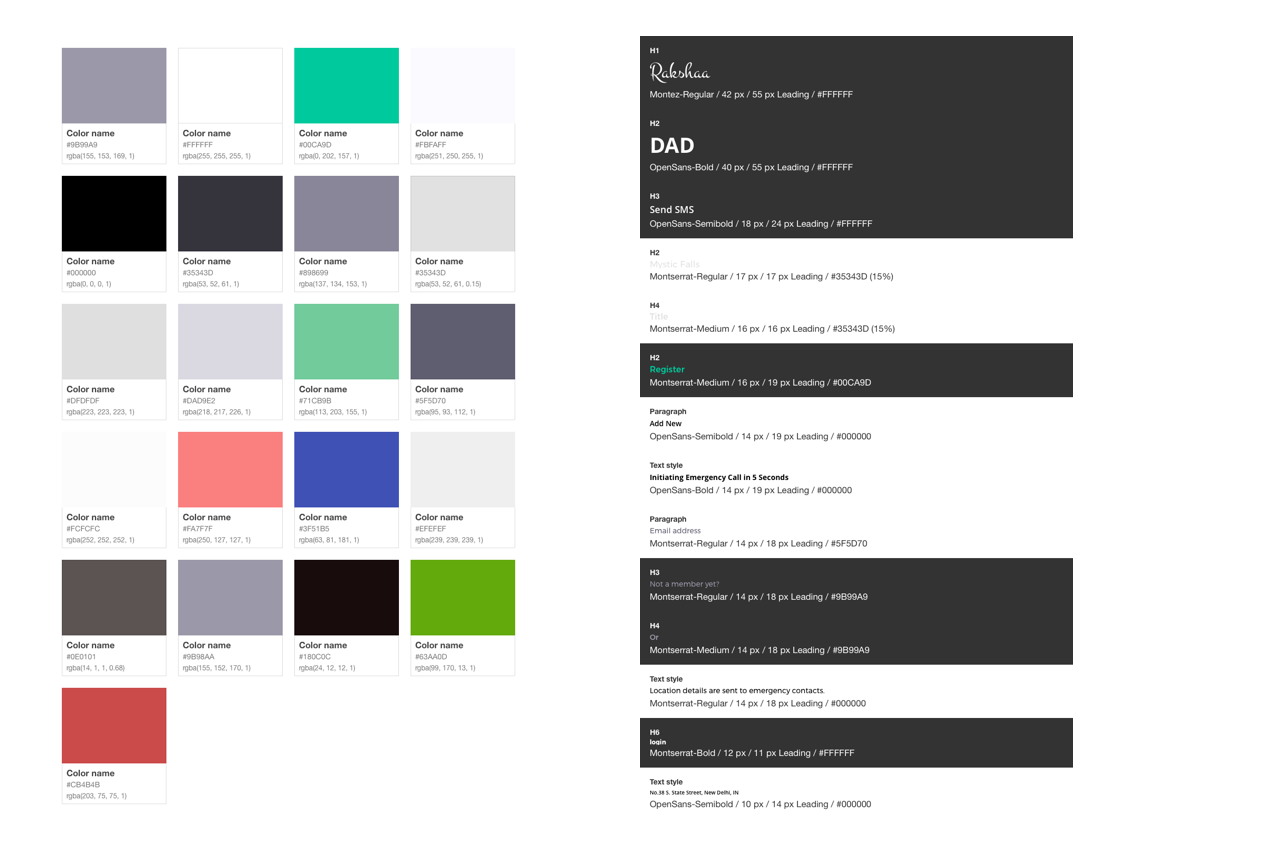 Color name
#9B99A9
rgba(155, 153, 169, 1)
Color name
#FFFFFF
rgba(255, 255, 255, 1)
Color name
#00CA9D
rgba(0, 202, 157, 1)
Color name
#FBFAFF
rgba(251, 250, 255, 1)
Color name
#000000
rgba(0, 0, 0, 1)
Color name
#35343D
rgba(53, 52, 61, 1)
Color name
#898699
rgba(137, 134, 153, 1)
Color name
#35343D
rgba(53, 52, 61, 0.15)
Color name
#DFDFDF
rgba(223, 223, 223, 1)
Color name
#DAD9E2
rgba(218, 217, 226, 1)
Color name
#71CB9B
rgba(113, 203, 155, 1)
Color name
#5F5D70
rgba(95, 93, 112, 1)
Color name
#FCFCFC
rgba(252, 252, 252, 1)
Color name
#FA7F7F
rgba(250, 127, 127, 1)
Color name
#3F51B5
rgba(63, 81, 181, 1)
Color name
#EFEFEF
rgba(239, 239, 239, 1)
Color name
#0E0101
rgba(14, 1, 1, 0.68)
Color name
#9B98AA
rgba(155, 152, 170, 1)
Color name
#180C0C
rgba(24, 12, 12, 1)
Color name
#63AA0D
rgba(99, 170, 13, 1)
Color name
#CB4B4B
rgba(203, 75, 75, 1)
H1
Rakshaa
Montez-Regular / 42 px / 55 px Leading / #FFFFFF
H2
DAD
OpenSans-Bold / 40 px / 55 px Leading / #FFFFFF
H3
Send SMS
OpenSans-Semibold / 18 px / 24 px Leading / #FFFFFF
H2
Mystic Falls
Montserrat-Regular / 17 px / 17 px Leading / #35343D (15%)
H4
Title
Montserrat-Medium / 16 px / 16 px Leading / #35343D (15%)
H2
Register
Montserrat-Medium / 16 px / 19 px Leading / #00CA9D
Paragraph
Add New
OpenSans-Semibold / 14 px / 19 px Leading / #000000
Text style
Initiating Emergency Call in 5 Seconds
OpenSans-Bold / 14 px / 19 px Leading / #000000
Paragraph
Email address
Montserrat-Regular / 14 px / 18 px Leading / #5F5D70
H3
Not a member yet?
Montserrat-Regular / 14 px / 18 px Leading / #9B99A9
H4
Or
Montserrat-Medium / 14 px / 18 px Leading / #9B99A9
Text style
Location details are sent to emergency contacts.
Montserrat-Regular / 14 px / 18 px Leading / #000000
H6
login
Montserrat-Bold / 12 px / 11 px Leading / #FFFFFF
Text style
No.38 S. State Street, New Delhi, IN
OpenSans-Semibold / 10 px / 14 px Leading / #000000